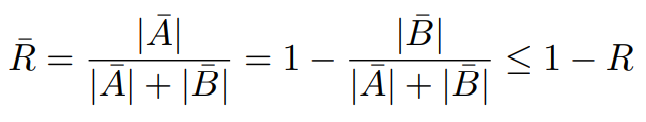 R̄ = |Ā| / (|Ā| + |B̄|) = 1 − |B̄| / (|Ā| + |B̄|) ≤ 1 − R